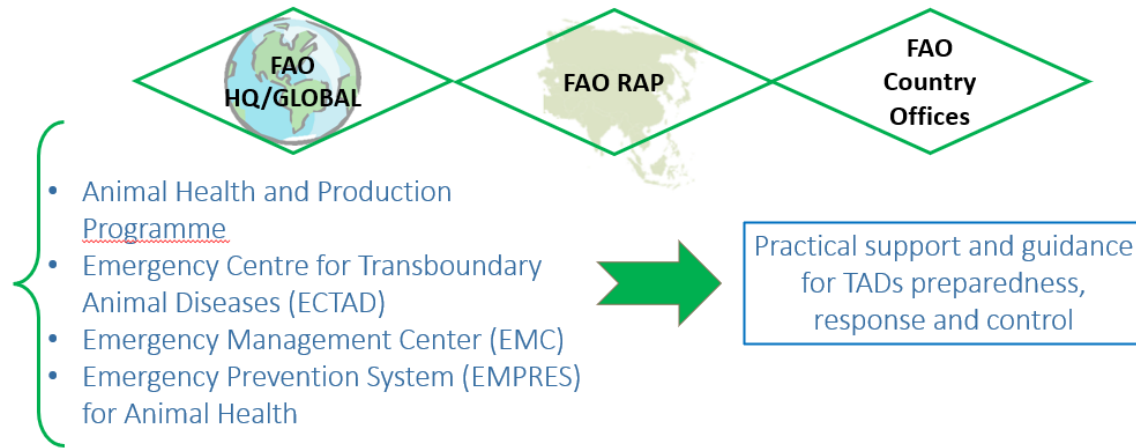 FAO
HQ/GLOBAL
FAO RAP
FAO
Country
Offices
• Animal Health and Production
Programme
• Emergency Centre for Transboundary
Animal Diseases (ECTAD)
• Emergency Management Center (EMC)
• Emergency Prevention System (EMPRES)
for Animal Health
Practical support and guidance
for TADs preparedness,
response and control